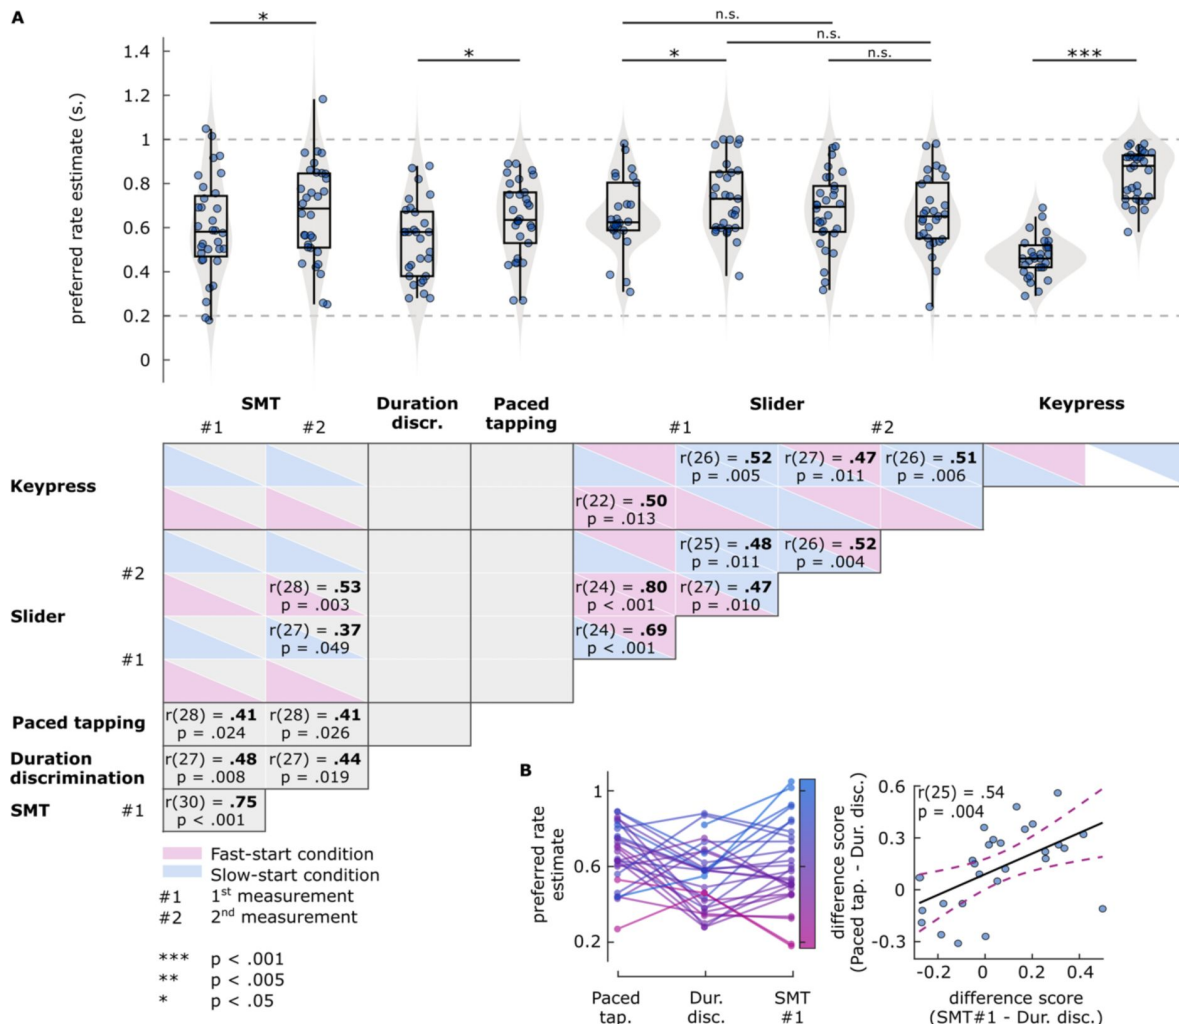 A
*
n.s.
n.s.
*
*
n.s.
***
1.4
1.2
1
0.8
0.6
0.4
0.2
0
preferred rate estimate (s.)
SMT
Duration
discr.
Paced
tapping
Slider
Keypress
#1
#2
#1
#2
Keypress
r(26) = .52
p = .005
r(27) = .47
p = .011
r(26) = .51
p = .006
r(22) = .50
p = .013
#2
r(25) = .48
p = .011
r(26) = .52
p = .004
Slider
r(28) = .53
p = .003
r(24) = .80
p < .001
r(27) = .47
p = .010
#1
r(27) = .37
p = .049
r(24) = .69
p < .001
Paced tapping
r(28) = .41
p = .024
r(28) = .41
p = .026
Duration
discrimination
r(27) = .48
p = .008
r(27) = .44
p = .019
SMT #1
r(30) = .75
p < .001
Fast-start condition
Slow-start condition
#1 1st measurement
#2 2nd measurement
*** p < .001
** p < .005
* p < .05
B
1
0.6
0.2
preferred rate
estimate
Paced
tap.
Dur.
disc.
SMT
#1
r(25) = .54
p = .004
0.6
0.3
0
-0.3
difference score
(Paced tap. - Dur. disc.)
-0.2
0
0.2
0.4
difference score
(SMT#1 - Dur. disc.)